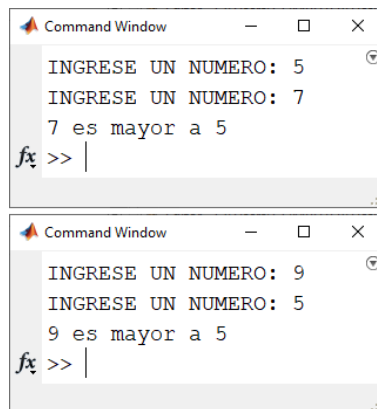 Command Window
INGRESE UN NUMERO: 5
INGRESE UN NUMERO: 7
7 es mayor a 5
fx >>
Command Window
INGRESE UN NUMERO: 9
INGRESE UN NUMERO: 5
9 es mayor a 5
fx >>